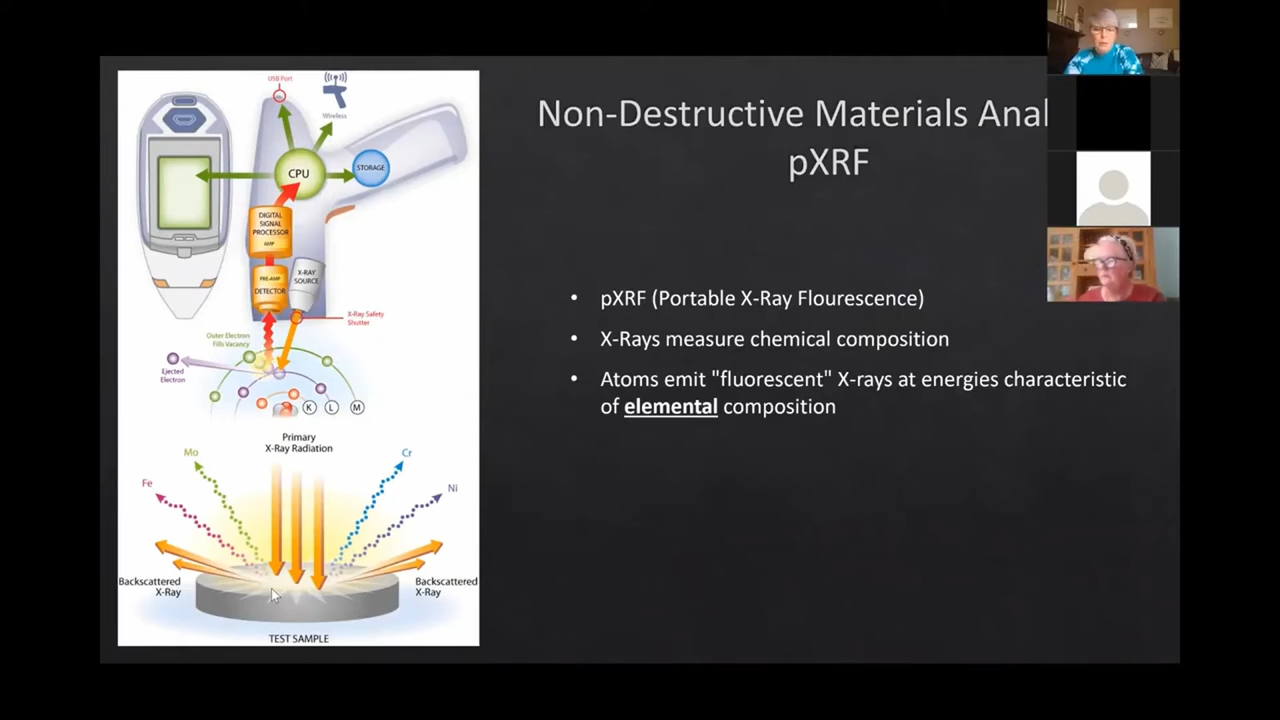 Non-Destructive Materials Anal
pXRF
• pXRF (Portable X-Ray Flourescence)
• X-Rays measure chemical composition
• Atoms emit "fluorescent" X-rays at energies characteristic
of elemental composition
USB Port
Wireless
CPU
STORAGE
DIGITAL
SIGNAL
PROCESSOR
AMP
X-RAY
SOURCE
PRE-AMP
DETECTOR
X-Ray Safety
Shutter
Outer Electron
Fills Vacancy
Ejected
Electron
K L M
Primary
X-Ray Radiation
Mo
Cr
Fe
Ni
Backscattered
X-Ray
Backscattered
X-Ray
TEST SAMPLE